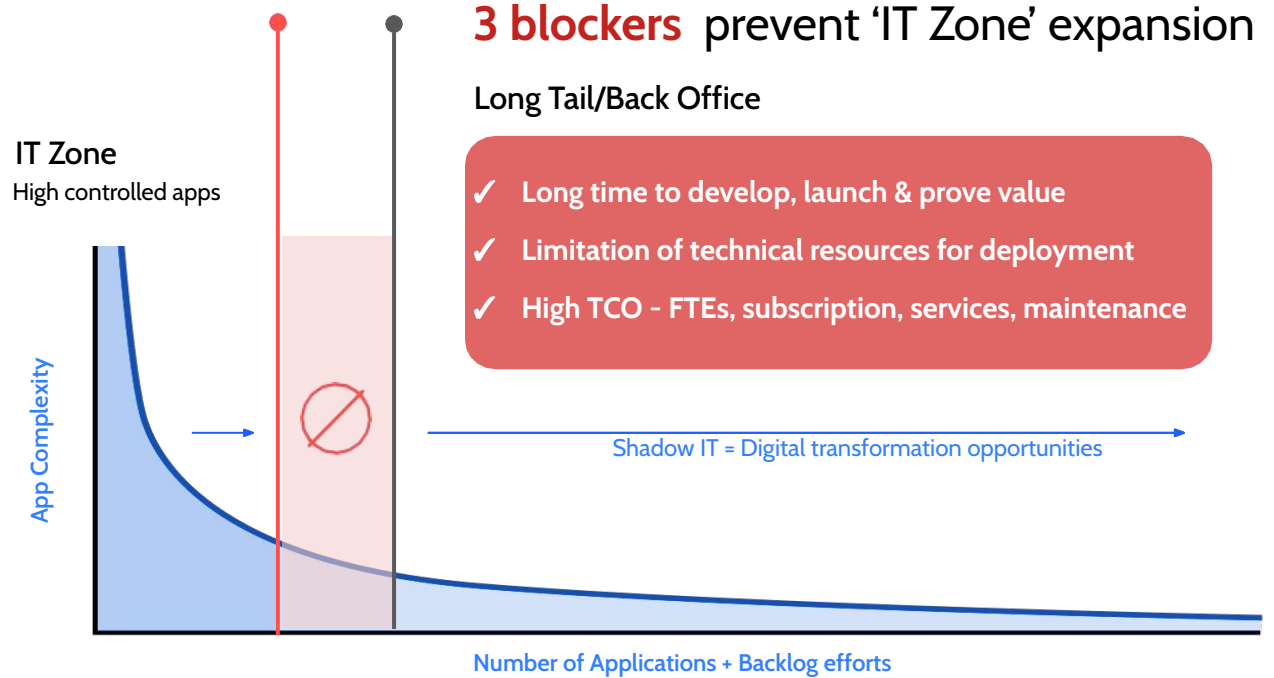 3 blockers prevent ‘IT Zone’ expansion
Long Tail/Back Office
IT Zone
High controlled apps
✓ Long time to develop, launch & prove value
✓ Limitation of technical resources for deployment
✓ High TCO - FTEs, subscription, services, maintenance
App Complexity
Shadow IT = Digital transformation opportunities
Number of Applications + Backlog efforts